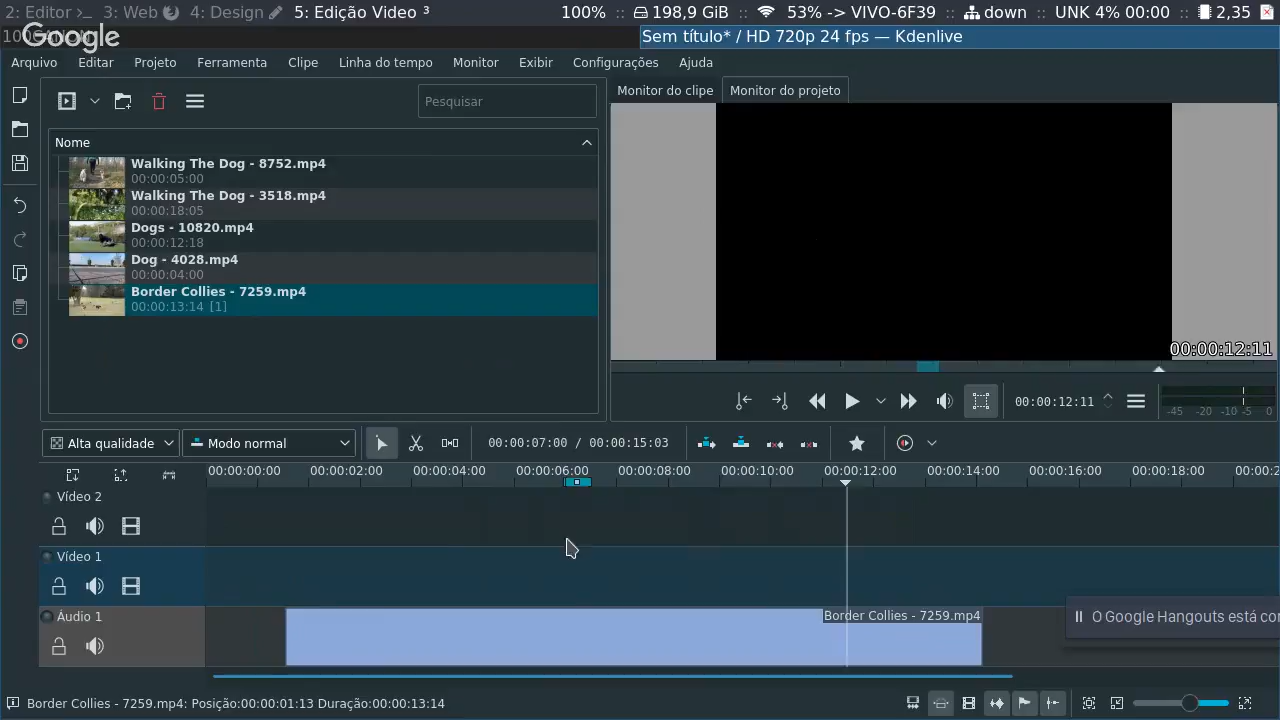 2: Editor >_ 3: Web 4: Design 5: Edição Video ³ 100% :: 198,9 GiB :: 53% -> VIVO-6F39 :: down :: UNK 4% 00:00 :: 2,35
Google
Sem título* / HD 720p 24 fps — Kdenlive
Arquivo Editar Projeto Ferramenta Clipe Linha do tempo Monitor Exibir Configurações Ajuda
Monitor do clipe Monitor do projeto
Pesquisar
Nome
Walking The Dog - 8752.mp4
00:00:05:00
Walking The Dog - 3518.mp4
00:00:18:05
Dogs - 10820.mp4
00:00:12:18
Dog - 4028.mp4
00:00:04:00
Border Collies - 7259.mp4
00:00:13:14 [1]
00:00:12:11
00:00:12:11
-45 -20 -10 -5 0
Alta qualidade Modo normal 00:00:07:00 / 00:00:15:03
00:00:00:00 00:00:02:00 00:00:04:00 00:00:06:00 00:00:08:00 00:00:10:00 00:00:12:00 00:00:14:00 00:00:16:00 00:00:18:00 00:00:2
Vídeo 2
Vídeo 1
Áudio 1
Border Collies - 7259.mp4
O Google Hangouts está con
Border Collies - 7259.mp4: Posição:00:00:01:13 Duração:00:00:13:14